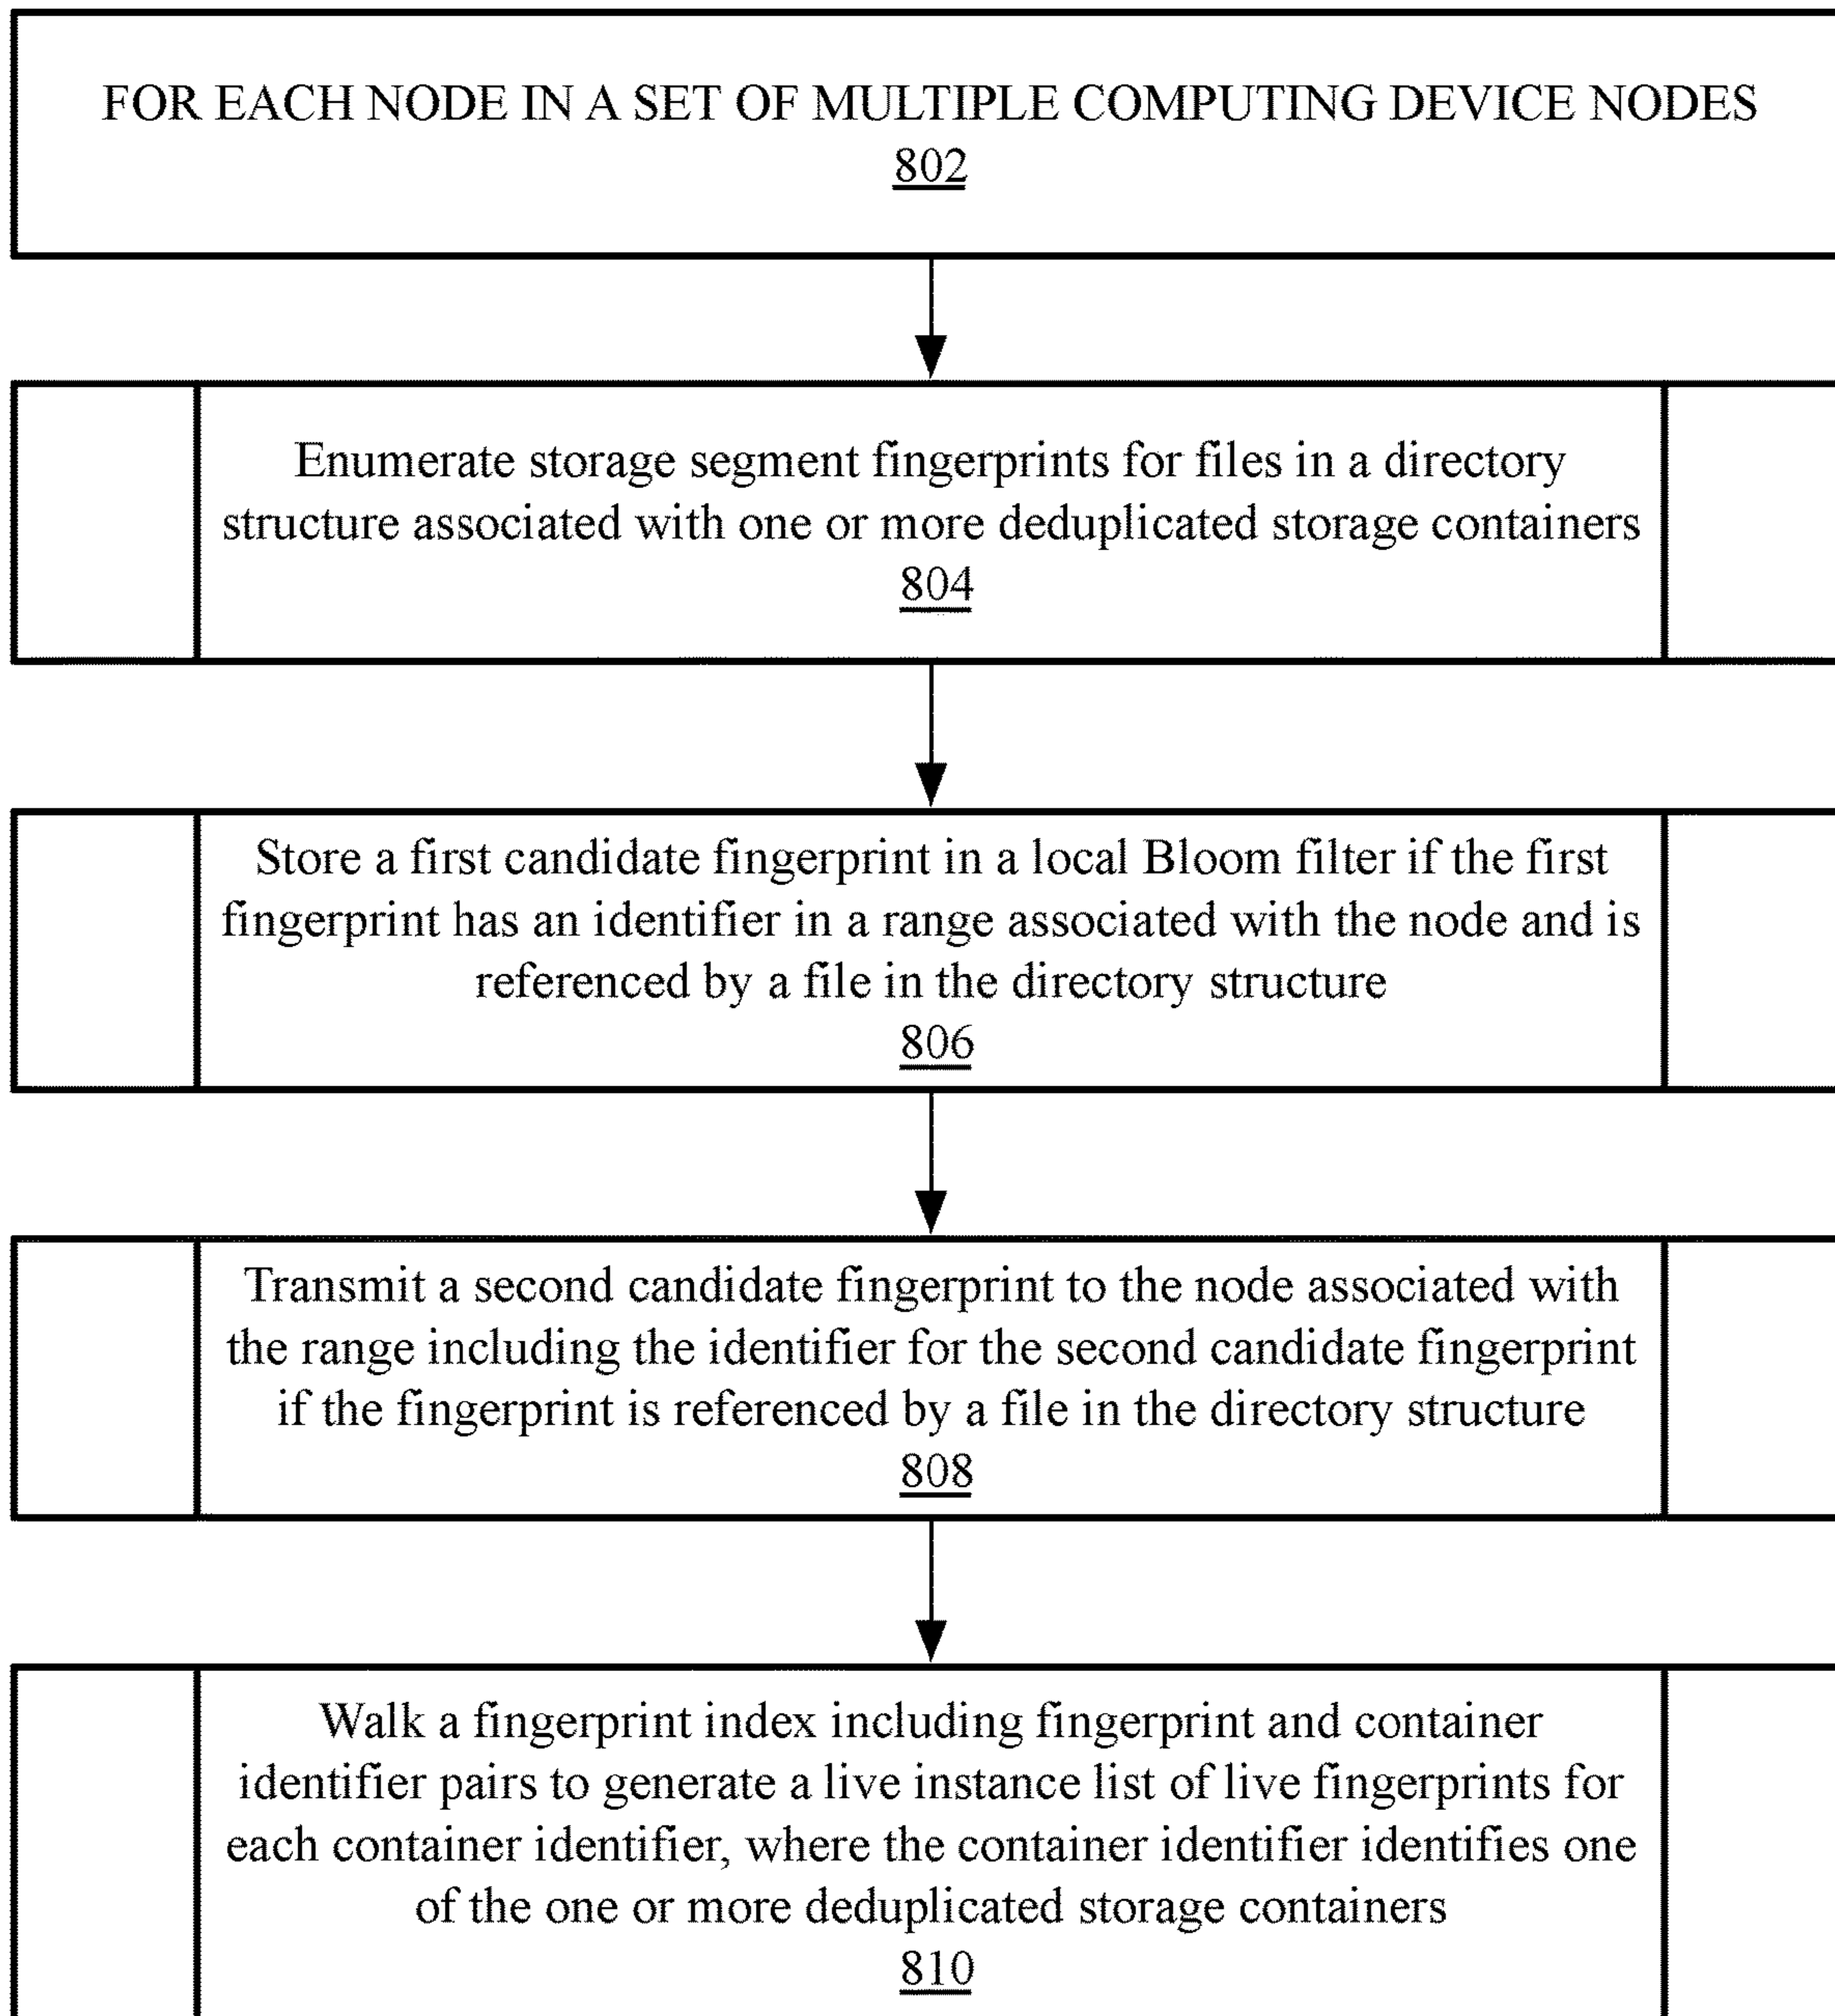 FOR EACH NODE IN A SET OF MULTIPLE COMPUTING DEVICE NODES
802
Enumerate storage segment fingerprints for files in a directory
structure associated with one or more deduplicated storage containers
804
Store a first candidate fingerprint in a local Bloom filter if the first
fingerprint has an identifier in a range associated with the node and is
referenced by a file in the directory structure
806
Transmit a second candidate fingerprint to the node associated with
the range including the identifier for the second candidate fingerprint
if the fingerprint is referenced by a file in the directory structure
808
Walk a fingerprint index including fingerprint and container
identifier pairs to generate a live instance list of live fingerprints for
each container identifier, where the container identifier identifies one
of the one or more deduplicated storage containers
810